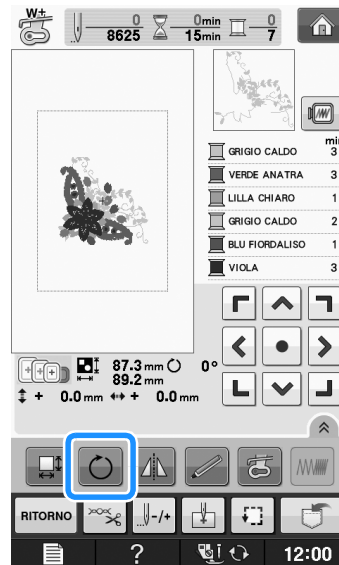 W+
0 0min 0
8625 15min 7
min
GRIGIO CALDO 3
VERDE ANATRA 3
LILLA CHIARO 1
GRIGIO CALDO 2
BLU FIORDALISO 1
VIOLA 3
87.3 mm 0°
89.2 mm
+ 0.0 mm + 0.0 mm
RITORNO -/+
? 12:00